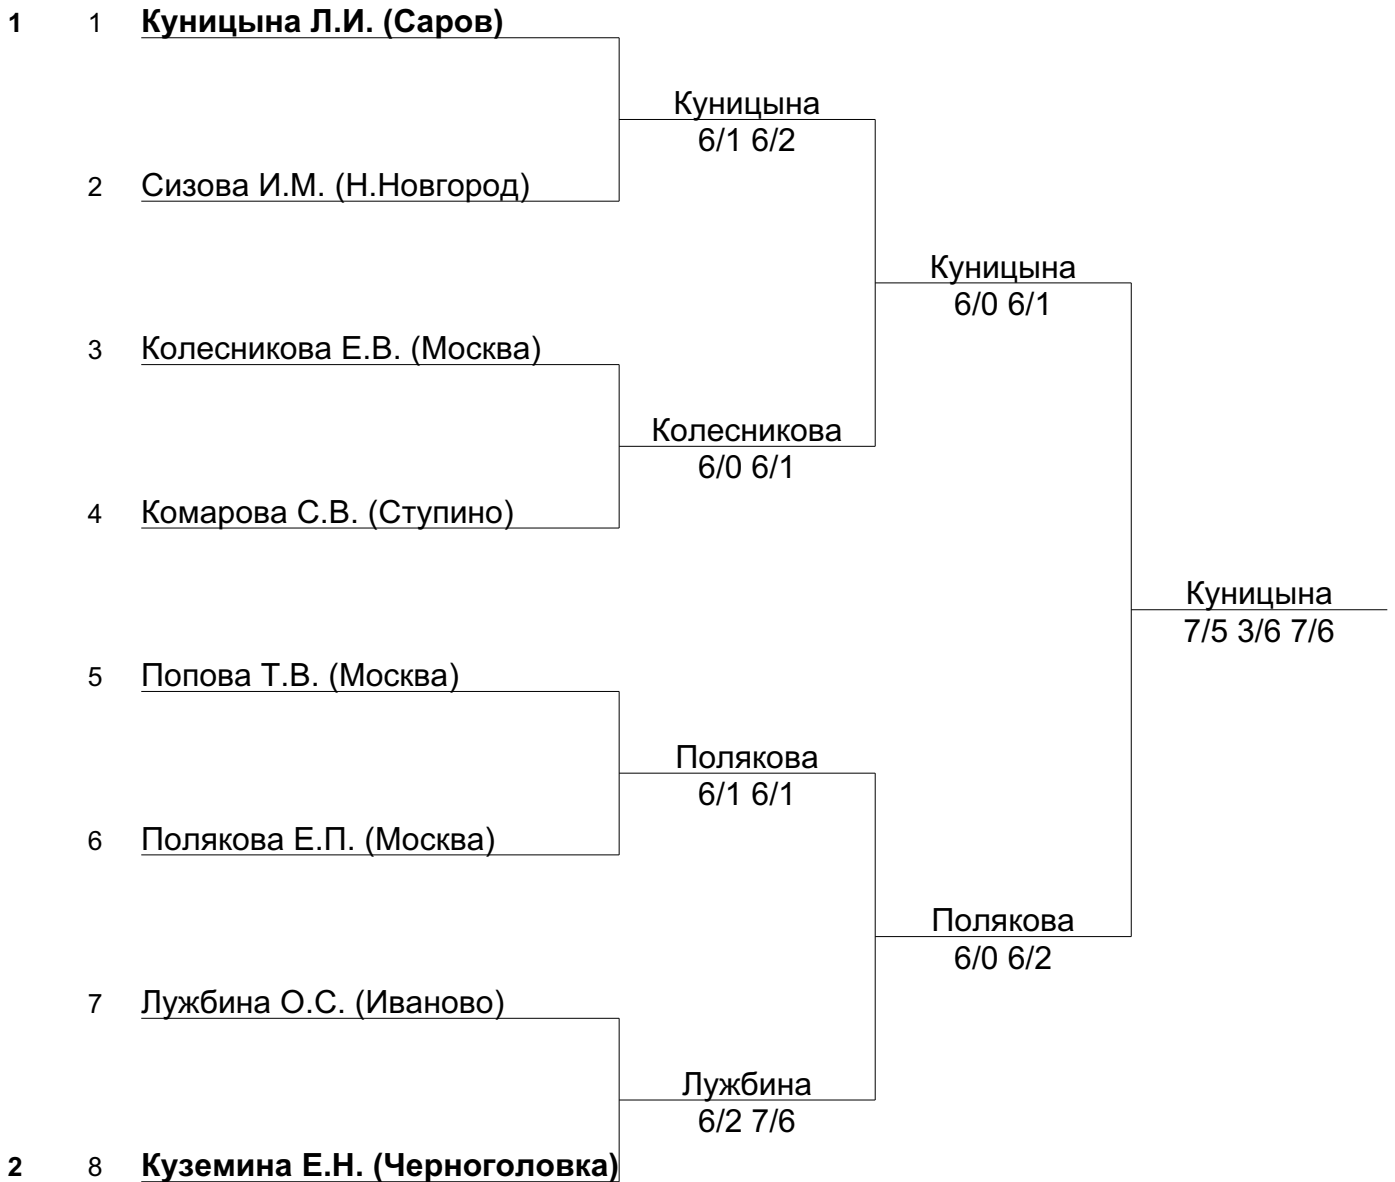 1 1 Куницына Л.И. (Саров)
Куницына
6/1 6/2
2 Сизова И.М. (Н.Новгород)
Куницына
6/0 6/1
3 Колесникова Е.В. (Москва)
Колесникова
6/0 6/1
4 Комарова С.В. (Ступино)
Куницына
7/5 3/6 7/6
5 Попова Т.В. (Москва)
Полякова
6/1 6/1
6 Полякова Е.П. (Москва)
Полякова
6/0 6/2
7 Лужбина О.С. (Иваново)
Лужбина
6/2 7/6
2 8 Куземина Е.Н. (Черноголовка)